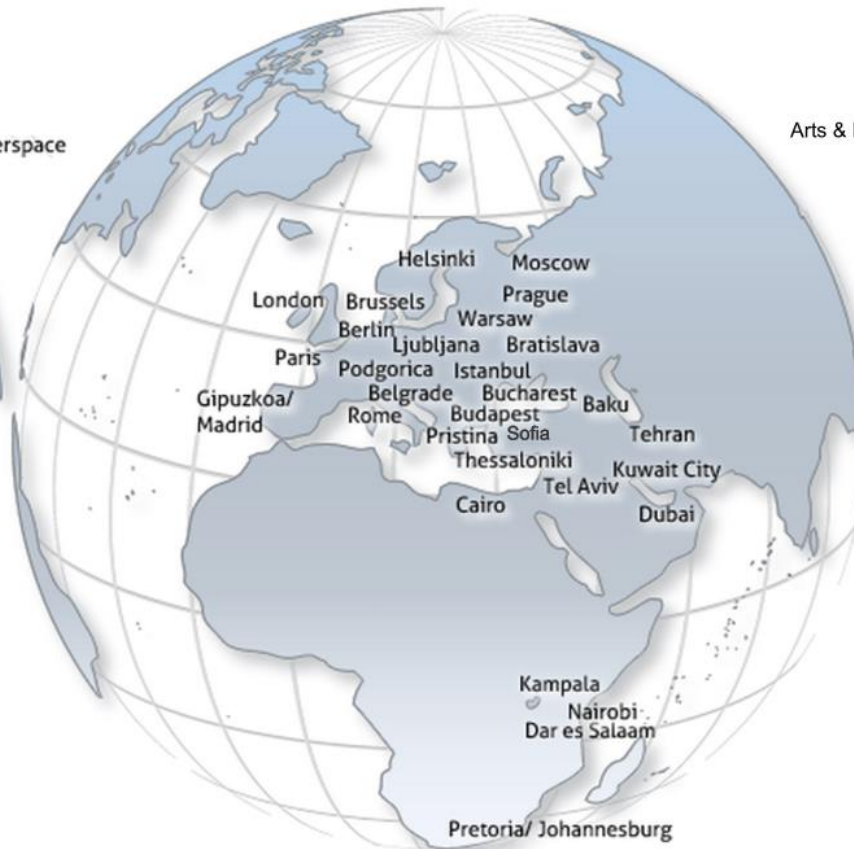 erspace
Arts &
Helsinki
Moscow
Prague
London
Brussels
Warsaw
Berlin
Ljubljana
Bratislava
Paris
Podgorica
Istanbul
Gipuzkoa/
Madrid
Belgrade
Bucharest
Baku
Rome
Budapest
Pristina
Sofia
Tehran
Thessaloniki
Kuwait City
Tel Aviv
Cairo
Dubai
Kampala
Nairobi
Dar es Salaam
Pretoria/ Johannesburg